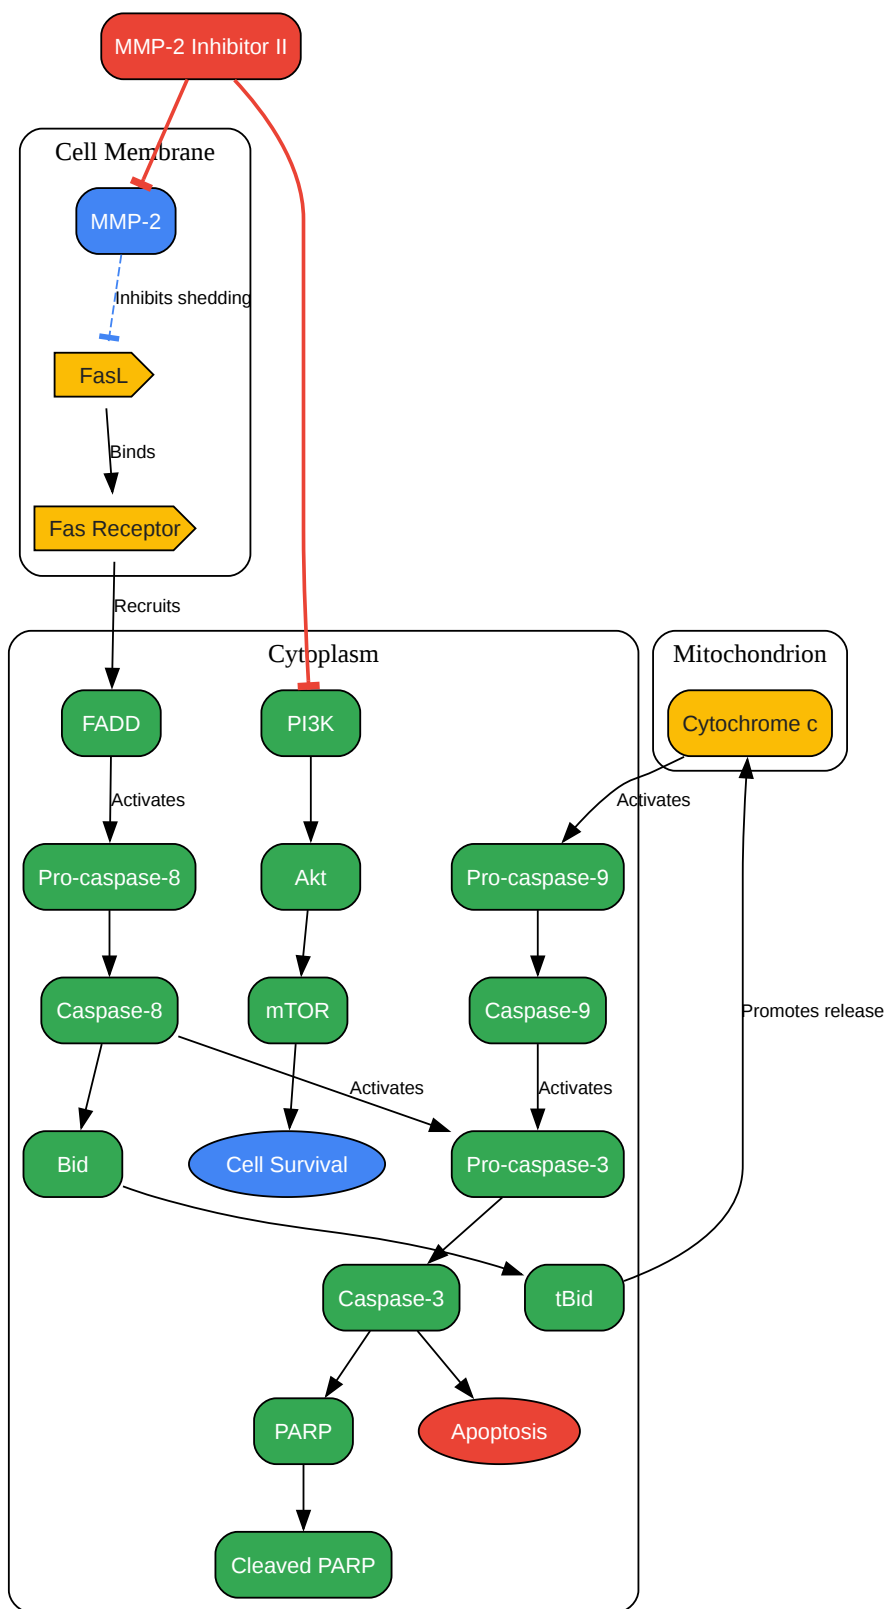 MMP-2 Inhibitor II
Cell Membrane
MMP-2
Inhibits shedding
FasL
Binds
Fas Receptor
Recruits
Cytoplasm
Mitochondrion
FADD
PI3K
Cytochrome c
Activates
Activates
Pro-caspase-8
Akt
Pro-caspase-9
Caspase-8
mTOR
Caspase-9
Promotes release
Activates
Activates
Bid
Cell Survival
Pro-caspase-3
Caspase-3
tBid
PARP
Apoptosis
Cleaved PARP